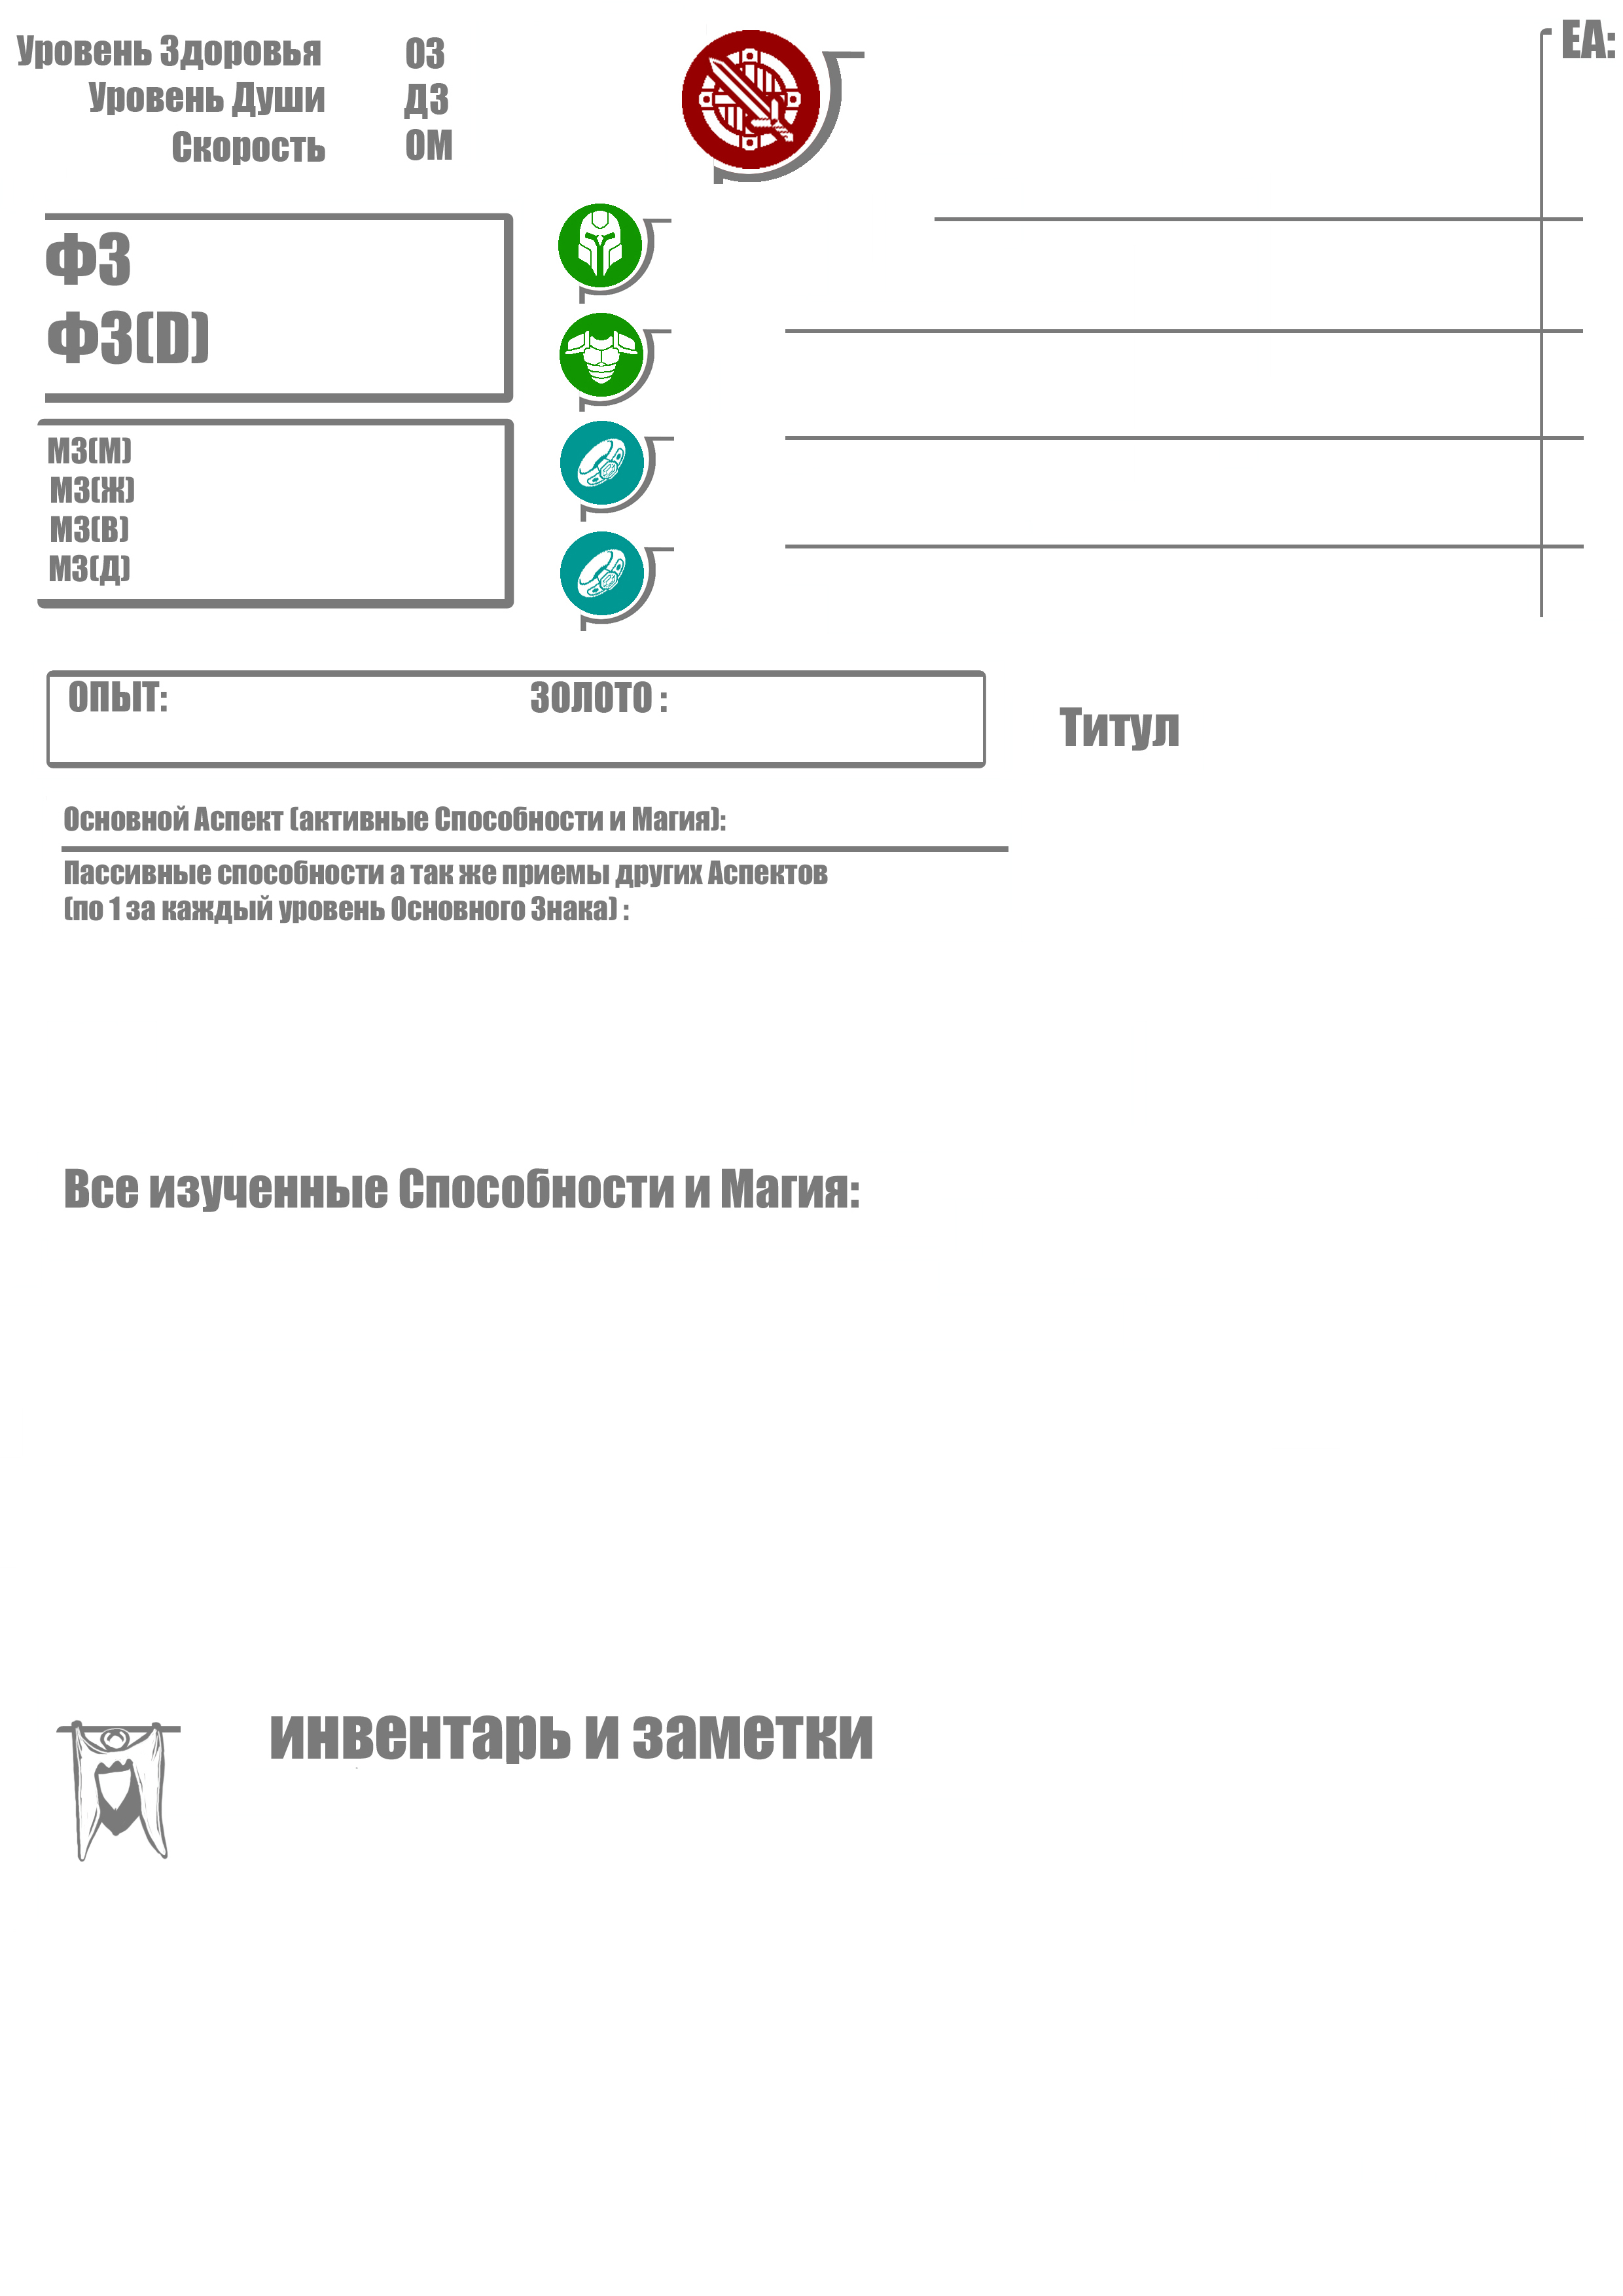 Уровень Здоровья ОЗ
Уровень Души ДЗ
Скорость ОМ
ЕА:
ФЗ
ФЗ(D)
МЗ(М)
МЗ(Ж)
МЗ(В)
МЗ(Д)
ОПЫТ: ЗОЛОТО :
Титул
Основной Аспект (активные Способности и Магия):
Пассивные способности а так же приемы других Аспектов
(по 1 за каждый уровень Основного Знака) :
Все изученные Способности и Магия:
инвентарь и заметки